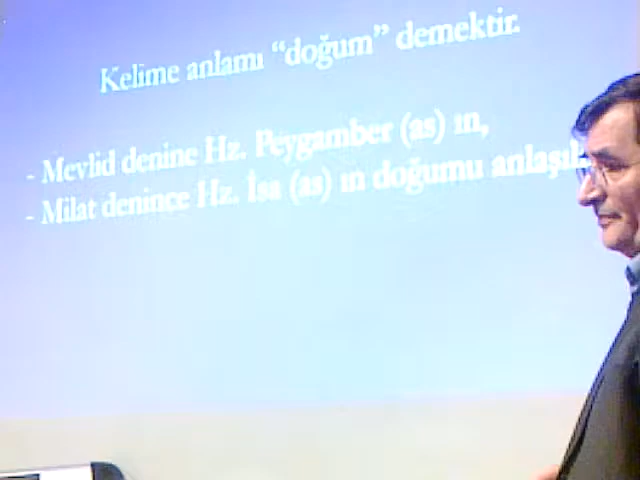 Kelime anlamı “doğum” demektir.
- Mevlid denine Hz. Peygamber (as) ın,
- Milat denince Hz. İsa (as) ın doğumu anlaşıl